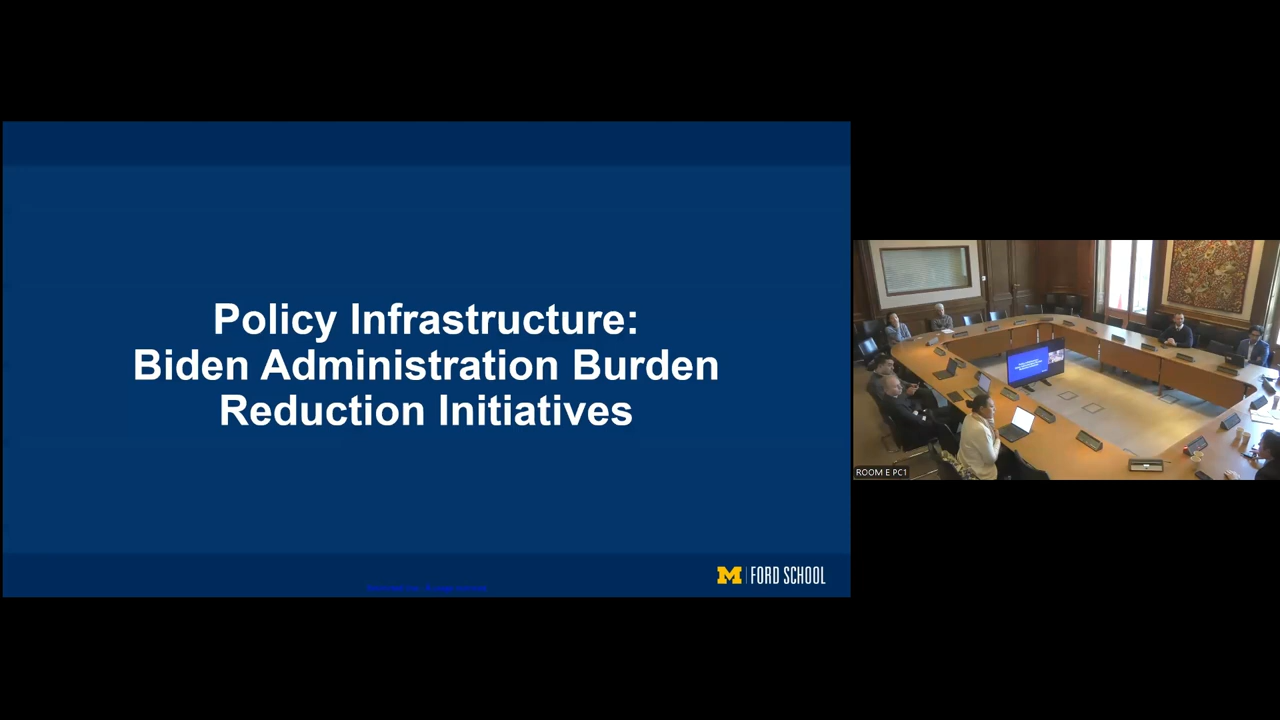 Policy Infrastructure:
Biden Administration Burden
Reduction Initiatives
M FORD SCHOOL
ROOM E PC1